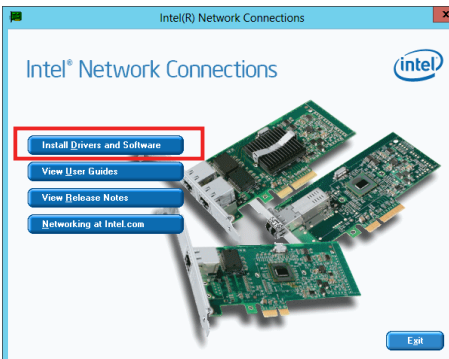 Intel(R) Network Connections
x
Intel® Network Connections
intel
Install Drivers and Software
View User Guides
View Release Notes
Networking at Intel.com
Exit